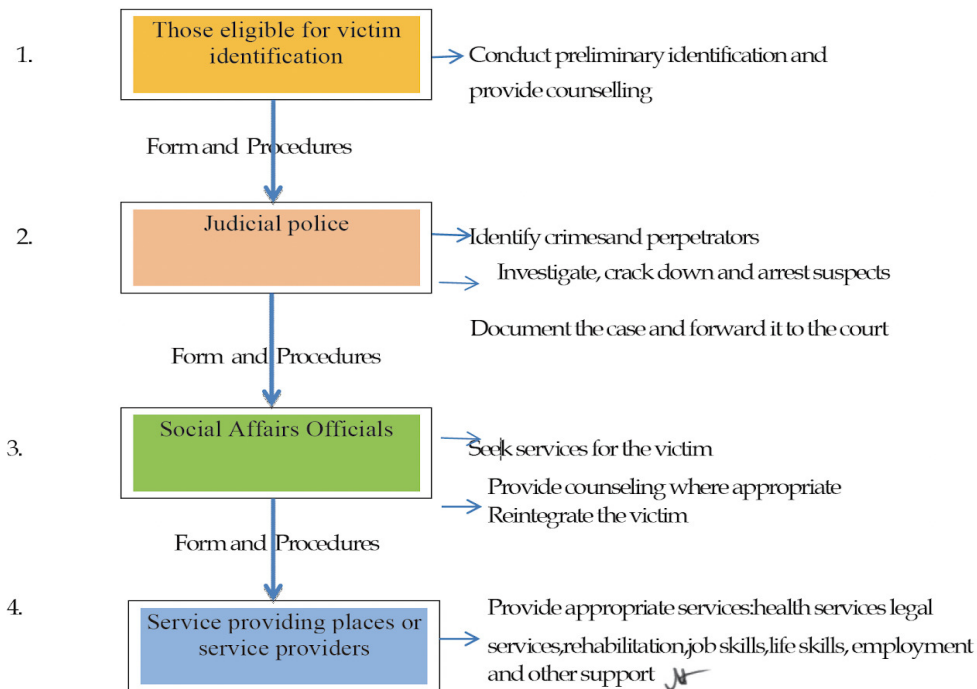 1.
Those eligible for victim
identification
Conduct preliminary identification and
provide counselling
Form and Procedures
2.
Judicial police
Identify crimesand perpetrators
Investigate, crack down and arrest suspects
Document the case and forward it to the court
Form and Procedures
3.
Social Affairs Officials
Seek services for the victim
Provide counseling where appropriate
Reintegrate the victim
Form and Procedures
4.
Service providing places or
service providers
Provide appropriate services:health services legal
services,rehabilitation,job skills,life skills, employment
and other support